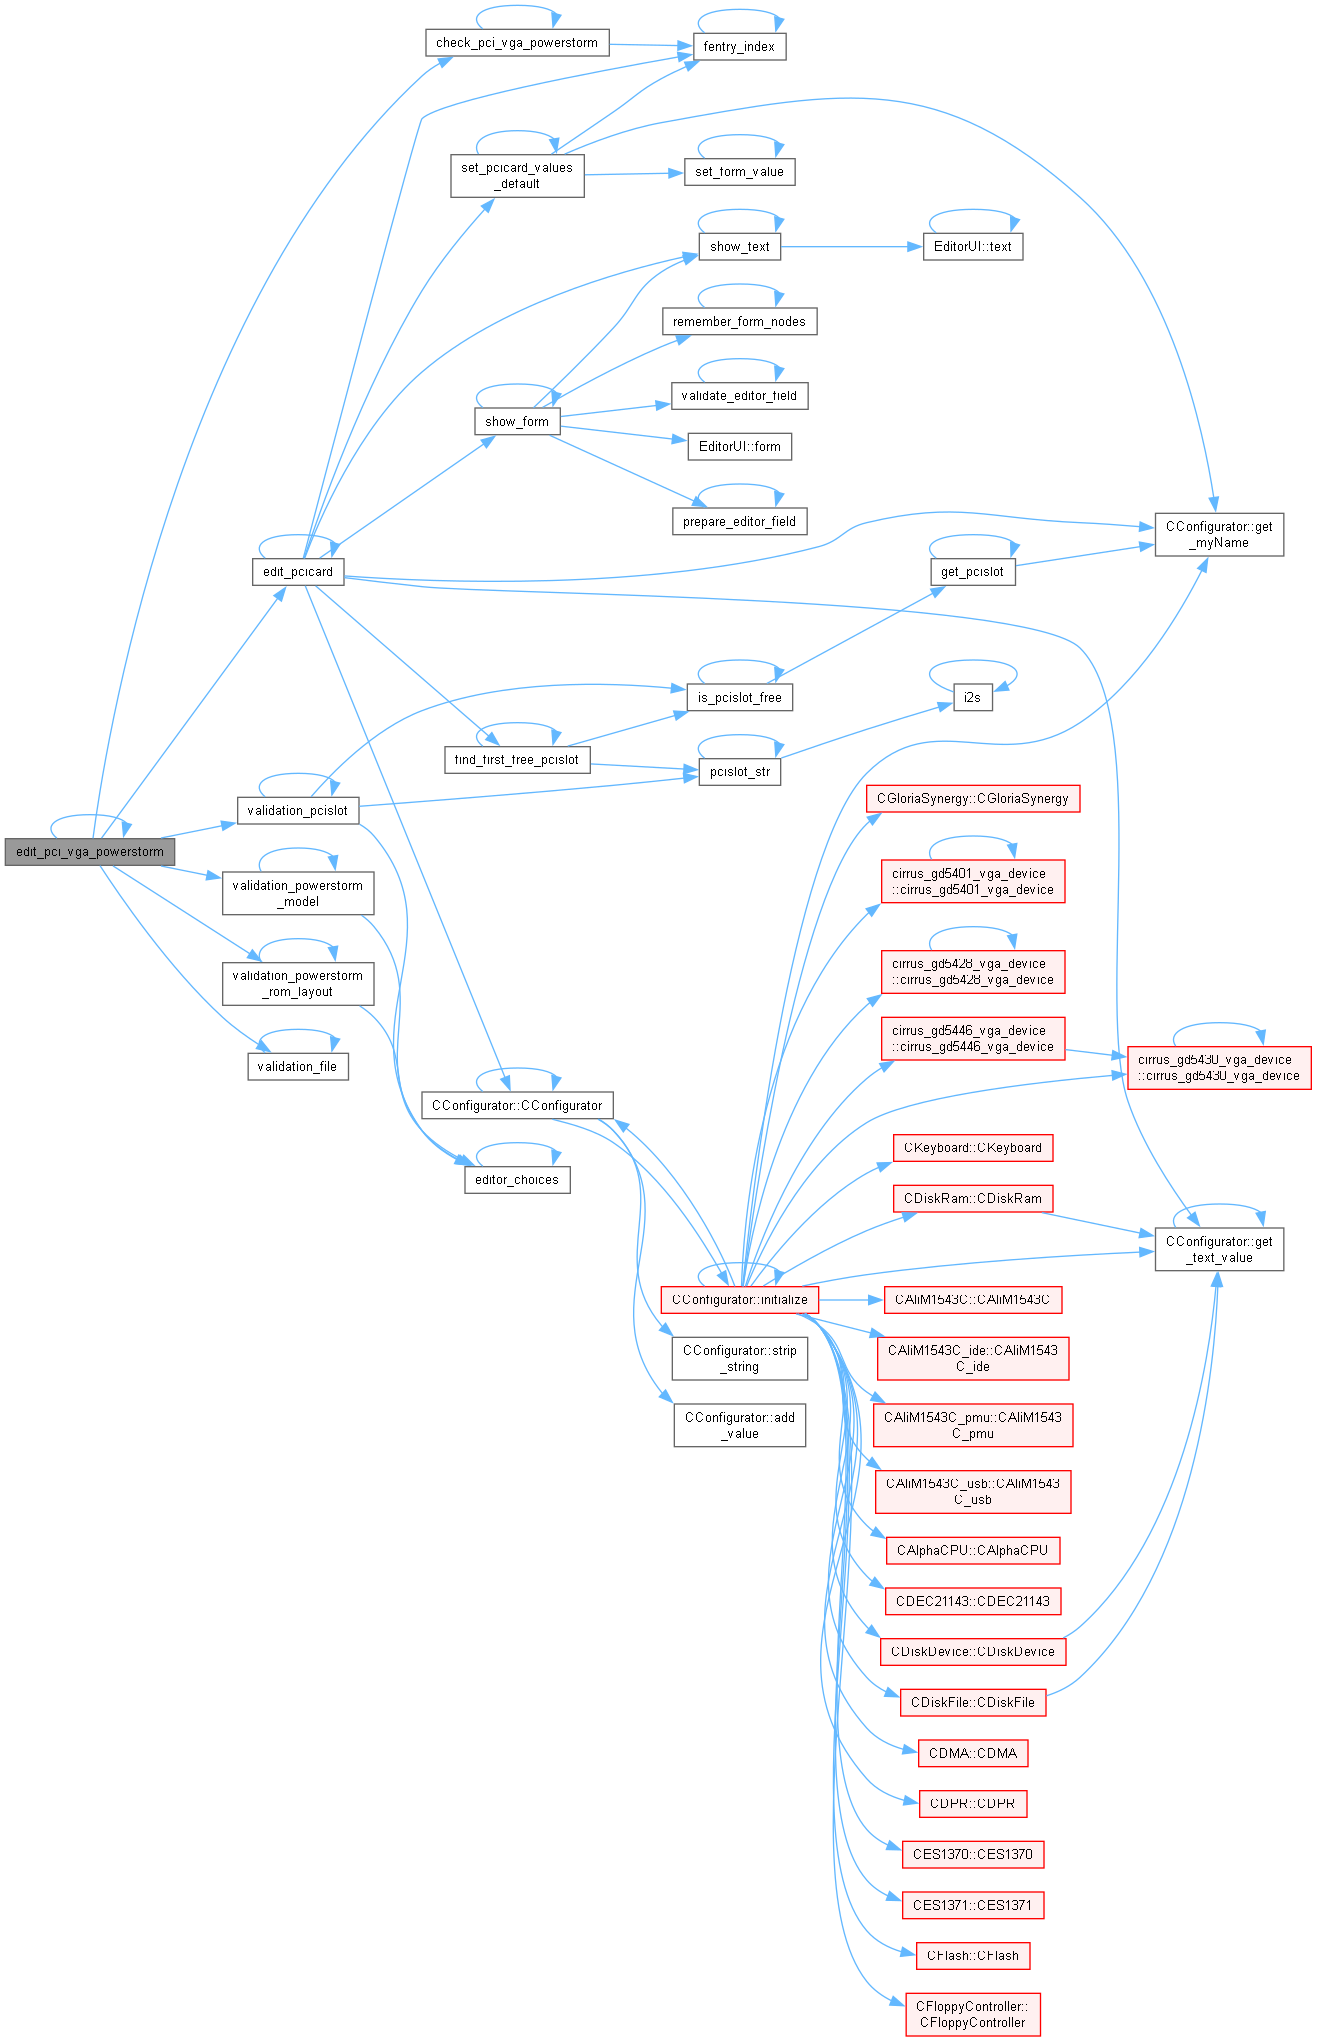 check_pci_vga_powerstorm
fentry_index
set_pcicard_values
_default
set_form_value
show_text
EditorUI::text
remember_form_nodes
validate_editor_field
show_form
EditorUI::form
prepare_editor_field
CConfigurator::get
_myName
edit_pcicard
get_pcislot
is_pcislot_free
i2s
find_first_free_pcislot
pcislot_str
CGloriaSynergy::CGloriaSynergy
validation_pcislot
edit_pci_vga_powerstorm
validation_powerstorm
_model
cirrus_gd5401_vga_device
::cirrus_gd5401_vga_device
validation_powerstorm
_rom_layout
cirrus_gd5428_vga_device
::cirrus_gd5428_vga_device
cirrus_gd5446_vga_device
::cirrus_gd5446_vga_device
validation_file
cirrus_gd5430_vga_device
::cirrus_gd5430_vga_device
CConfigurator::CConfigurator
CKeyboard::CKeyboard
editor_choices
CDiskRam::CDiskRam
CConfigurator::get
_text_value
CConfigurator::initialize
CAliM1543C::CAliM1543C
CConfigurator::strip
_string
CAliM1543C_ide::CAliM1543
C_ide
CConfigurator::add
_value
CAliM1543C_pmu::CAliM1543
C_pmu
CAliM1543C_usb::CAliM1543
C_usb
CAlphaCPU::CAlphaCPU
CDEC21143::CDEC21143
CDiskDevice::CDiskDevice
CDiskFile::CDiskFile
CDMA::CDMA
CDPR::CDPR
CES1370::CES1370
CES1371::CES1371
CFlash::CFlash
CFloppyController::
CFloppyController